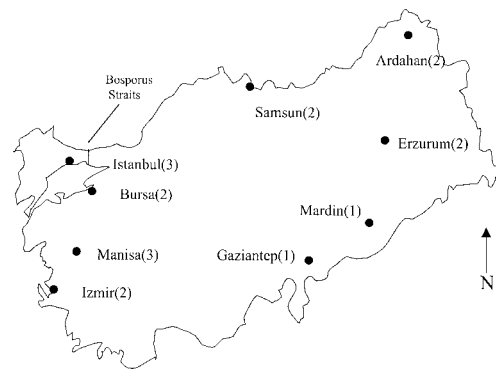 Ardahan(2)
Bosporus
Straits
Samsun(2)
Erzurum(2)
Istanbul(3)
Bursa(2)
Mardin(1)
Manisa(3)
Gaziantep(1)
N
Izmir(2)